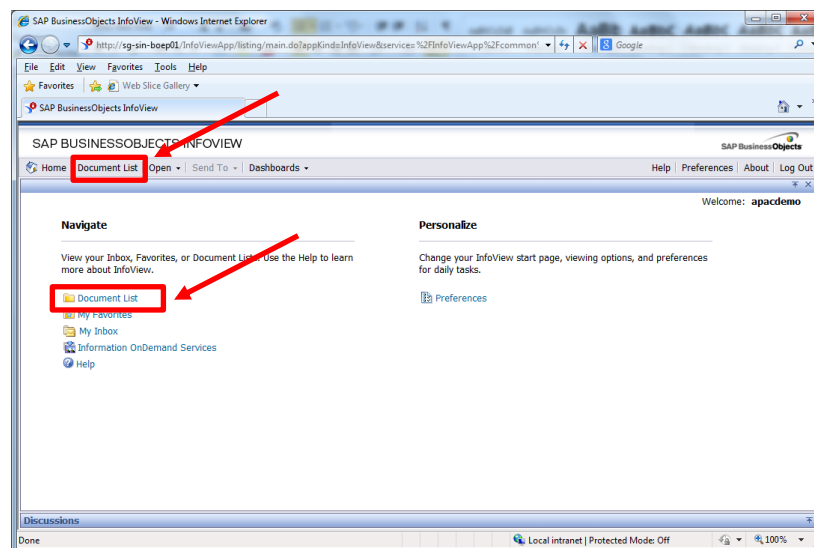 SAP BusinessObjects InfoView - Windows Internet Explorer
http://sg-sin-boep01/InfoViewApp/listing/main.do?appKind=InfoView&service=%2FInfoViewApp%2Fcommon'
Google
File Edit View Favorites Tools Help
Favorites Web Slice Gallery
SAP BusinessObjects InfoView
SAP BUSINESSOBJECTS INFOVIEW
SAP BusinessObjects
Home Document List Open Send To Dashboards Help Preferences About Log Out
Welcome: apacdemo
Navigate
View your Inbox, Favorites, or Document List. Use the Help to learn
more about InfoView.
Document List
My Favorites
My Inbox
Information OnDemand Services
Help
Personalize
Change your InfoView start page, viewing options, and preferences
for daily tasks.
Preferences
Discussions
Done Local intranet | Protected Mode: Off 100%